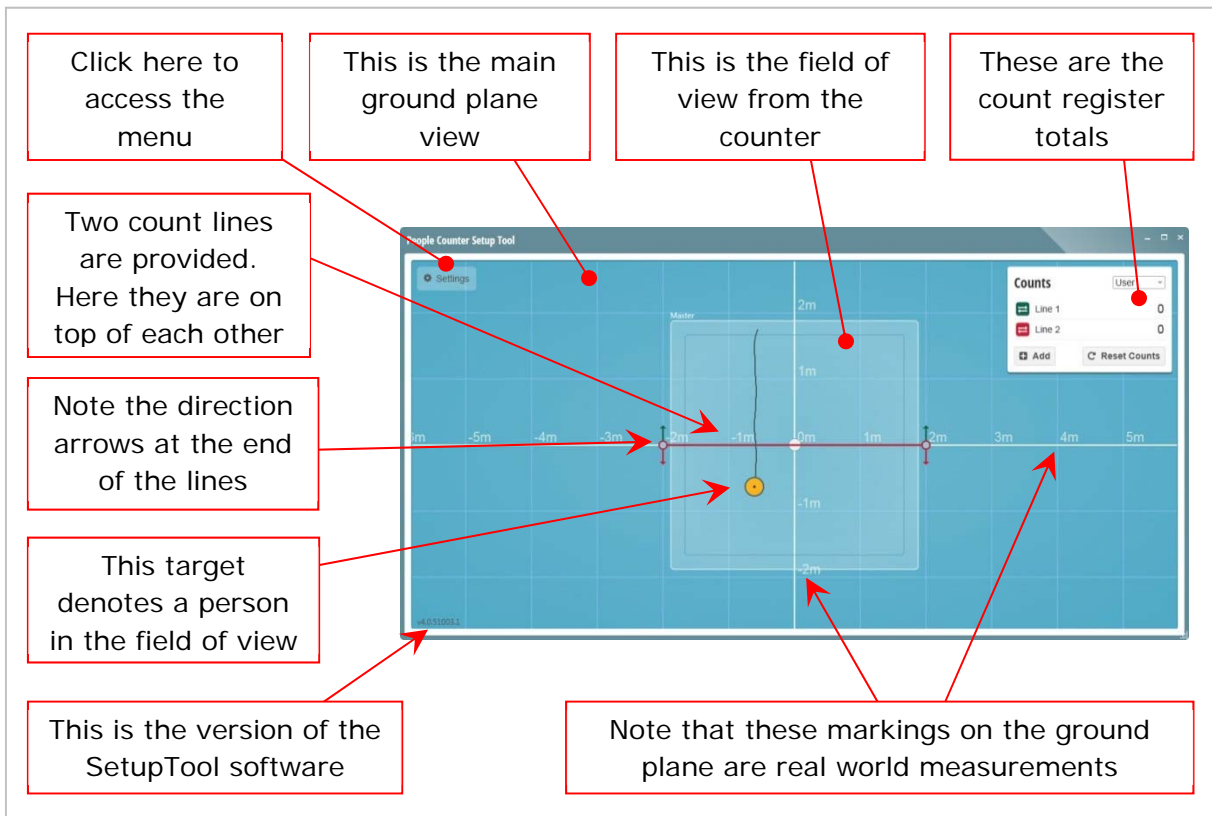 Click here to
access the
menu
This is the main
ground plane
view
This is the field of
view from the
counter
These are the
count register
totals
Two count lines
are provided.
Here they are on
top of each other
Note the direction
arrows at the end
of the lines
This target
denotes a person
in the field of view
This is the version of the
SetupTool software
Note that these markings on the ground
plane are real world measurements
People Counter Setup Tool
Settings
Counts User
Line 1 0
Line 2 0
Add Reset Counts
Master
2m
1m
-5m -4m -3m -2m -1m 0m 1m 2m 3m 4m 5m
-1m
-2m
v4.0.51003.1